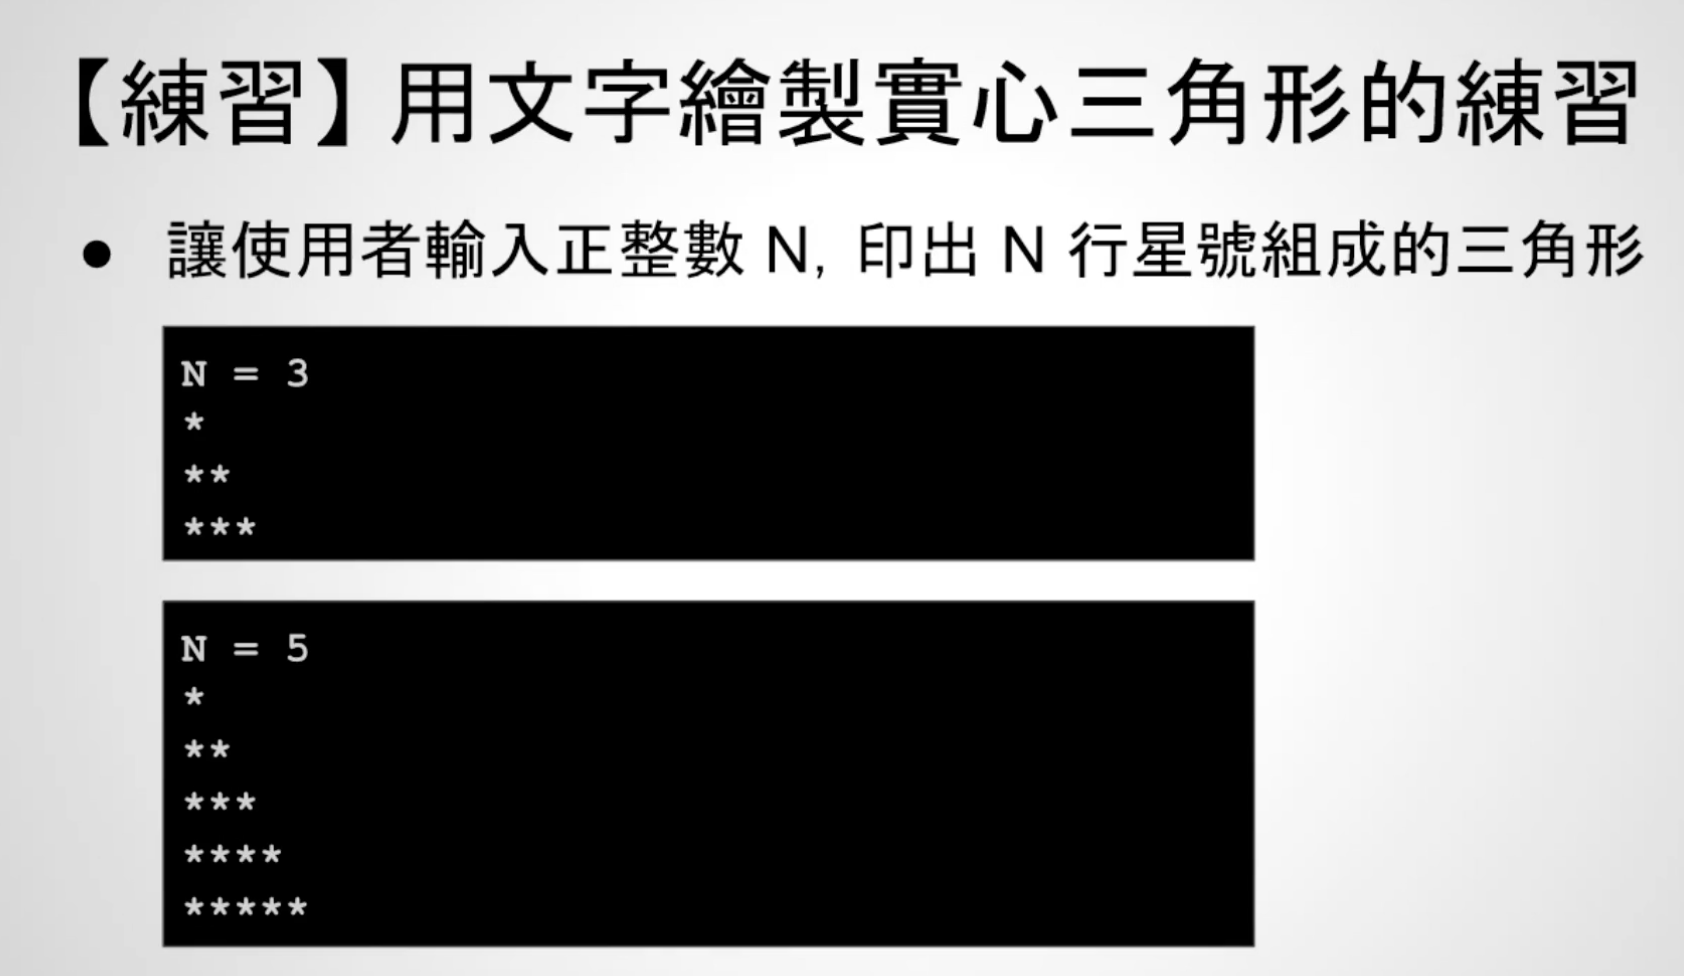 【練習】用文字繪製實心三角形的練習
● 讓使用者輸入正整數 N, 印出 N 行星號組成的三角形
N = 3
*
**
***
N = 5
*
**
***
****
*****